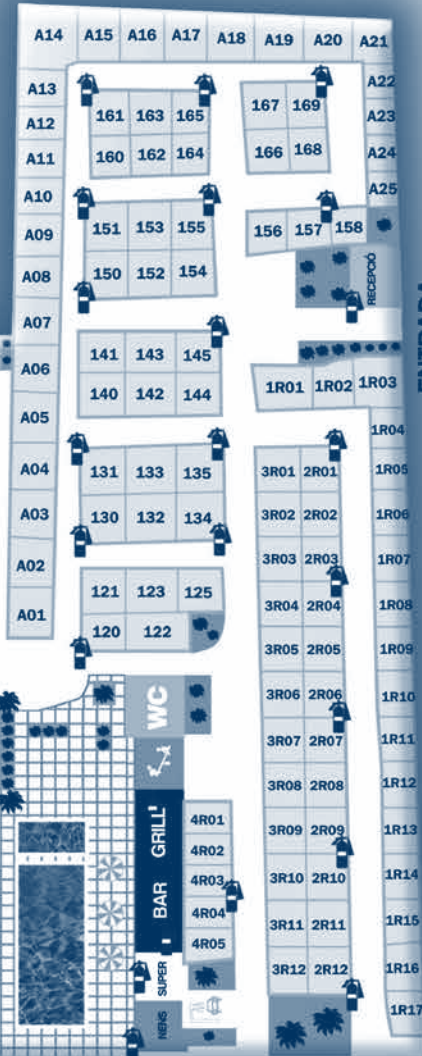 A14 A15 A16 A17 A18 A19 A20 A21
A13 A22
161 163 165 167 169
A12 A23
A11 160 162 164 166 168 A24
A10 A25
A09 151 153 155 156 157 158
A08 150 152 154 RECEPCIÓ
A07
ENTRADA
A06 141 143 145
140 142 144 1R01 1R02 1R03
A05 1R04
A04 131 133 135 3R01 2R01 1R05
A03 130 132 134 3R02 2R02 1R06
A02 3R03 2R03 1R07
A01 121 123 125 3R04 2R04 1R08
120 122 3R05 2R05 1R09
WC 3R06 2R06 1R10
3R07 2R07 1R11
3R08 2R08 1R12
BAR GRILL
4R01 3R09 2R09 1R13
4R02
4R03 3R10 2R10 1R14
4R04 3R11 2R11 1R15
4R05
SUPER 3R12 2R12 1R16
NENS 1R17